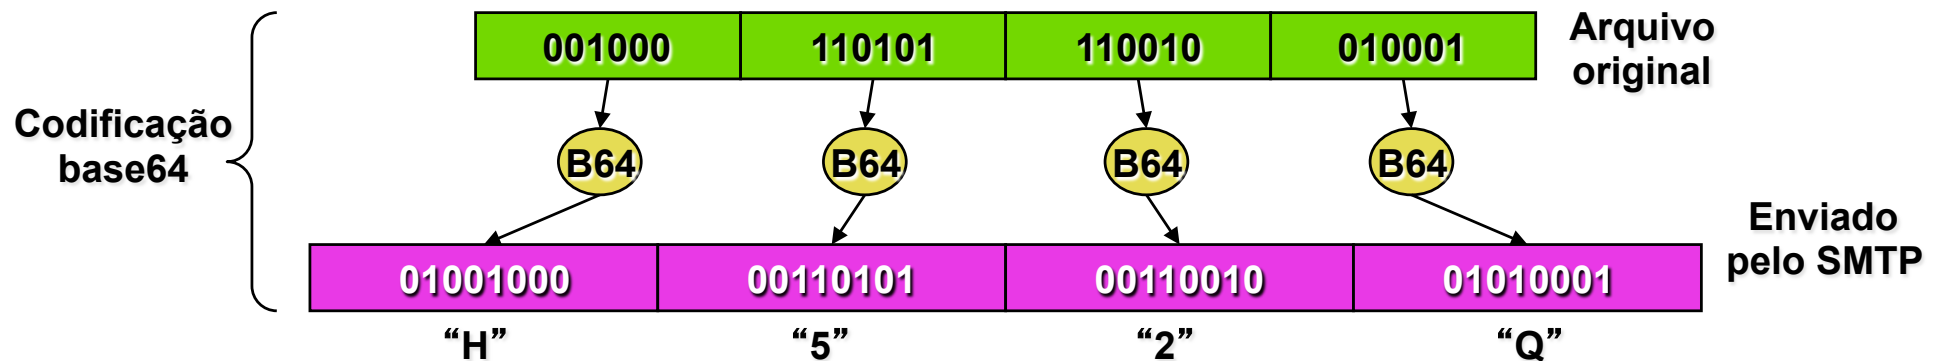 001000 110101 110010 010001
Arquivo
original
Codificação
base64
B64 B64 B64 B64
Enviado
pelo SMTP
01001000 00110101 00110010 01010001
“H” “5” “2” “Q”